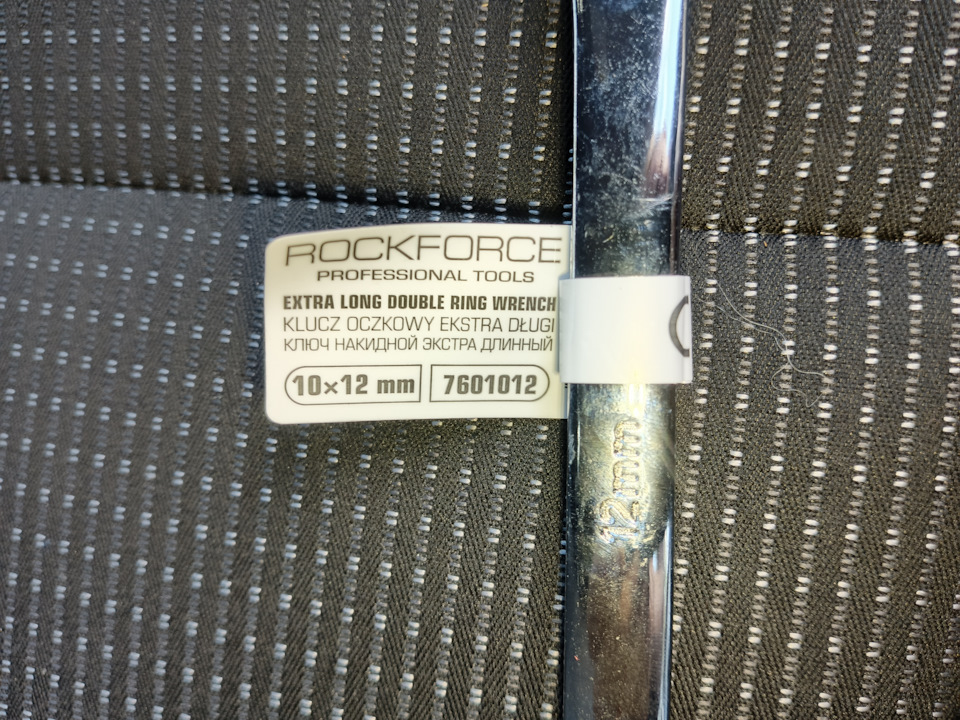 ROCKFORCE
PROFESSIONAL TOOLS
EXTRA LONG DOUBLE RING WRENCH
KLUCZ OCZKOWY EKSTRA DŁUGI
КЛЮЧ НАКИДНОЙ ЭКСТРА ДЛИННЫЙ
10×12 mm 7601012
12mm